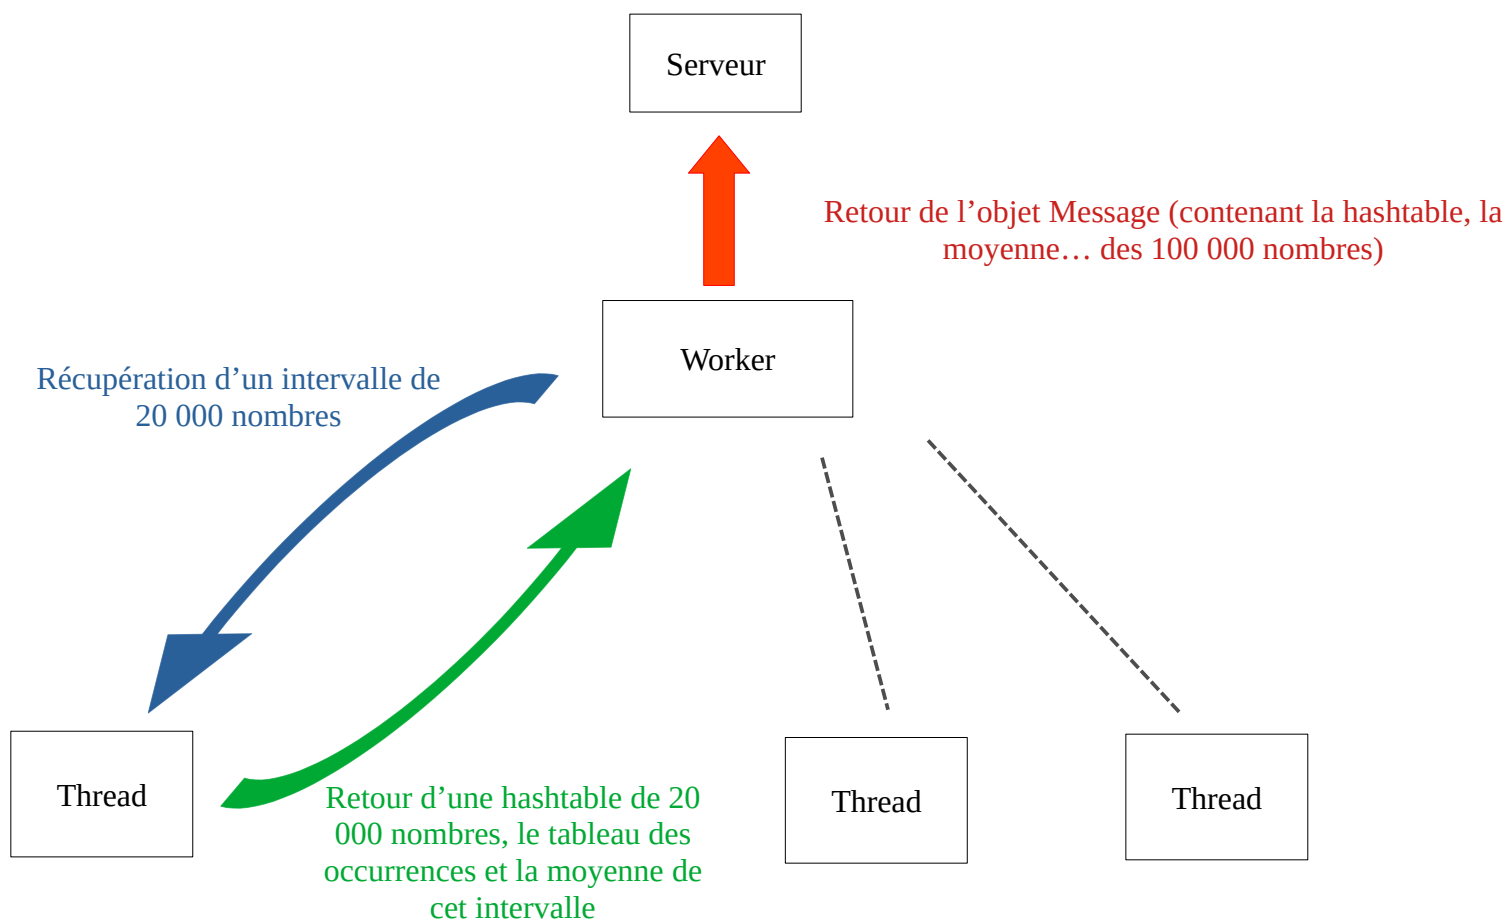 Serveur
Retour de l’objet Message (contenant la hashtable, la
moyenne… des 100 000 nombres)
Worker
Récupération d’un intervalle de
20 000 nombres
Thread
Retour d’une hashtable de 20
000 nombres, le tableau des
occurrences et la moyenne de
cet intervalle
Thread
Thread